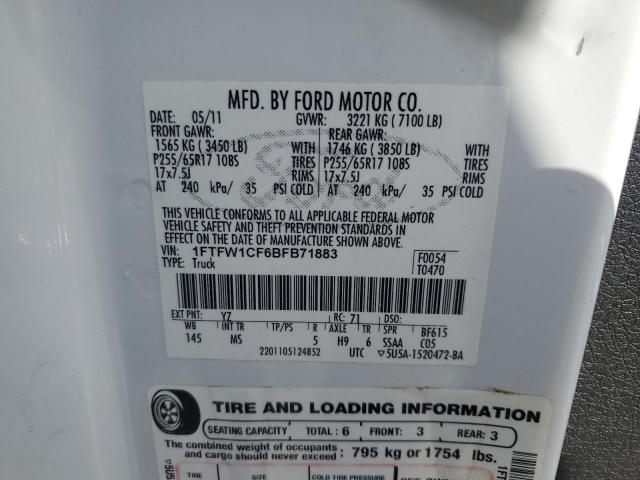 MFD. BY FORD MOTOR CO.
DATE: 05/11 GVWR: 3221 KG ( 7100 LB)
FRONT GAWR: REAR GAWR:
1565 KG ( 3450 LB) WITH 1746 KG ( 3850 LB) WITH
P255/65R17 108S TIRES P255/65R17 108S TIRES
17x7.5J RIMS 17x7.5J RIMS
AT 240 kPa/ 35 PSI COLD AT 240 kPa/ 35 PSI COLD
THIS VEHICLE CONFORMS TO ALL APPLICABLE FEDERAL MOTOR
VEHICLE SAFETY AND THEFT PREVENTION STANDARDS IN
EFFECT ON THE DATE OF MANUFACTURE SHOWN ABOVE.
VIN: 1FTFW1CF6BFB71883 F0054
TYPE: Truck T0470
EXT PNT: YZ RC: 71 DSO:
WB INT TR TP/PS R AXLE TR SPR BF615
145 MS 5 H9 6 SSAA C05
2201105124852 UTC ▽5U5A-1520472-BA
TIRE AND LOADING INFORMATION
SEATING CAPACITY TOTAL: 6 FRONT: 3 REAR: 3
The combined weight of occupants
and cargo should never exceed: 795 kg or 1754 lbs.
TIRE SIZE COLD TIRE PRESSURE